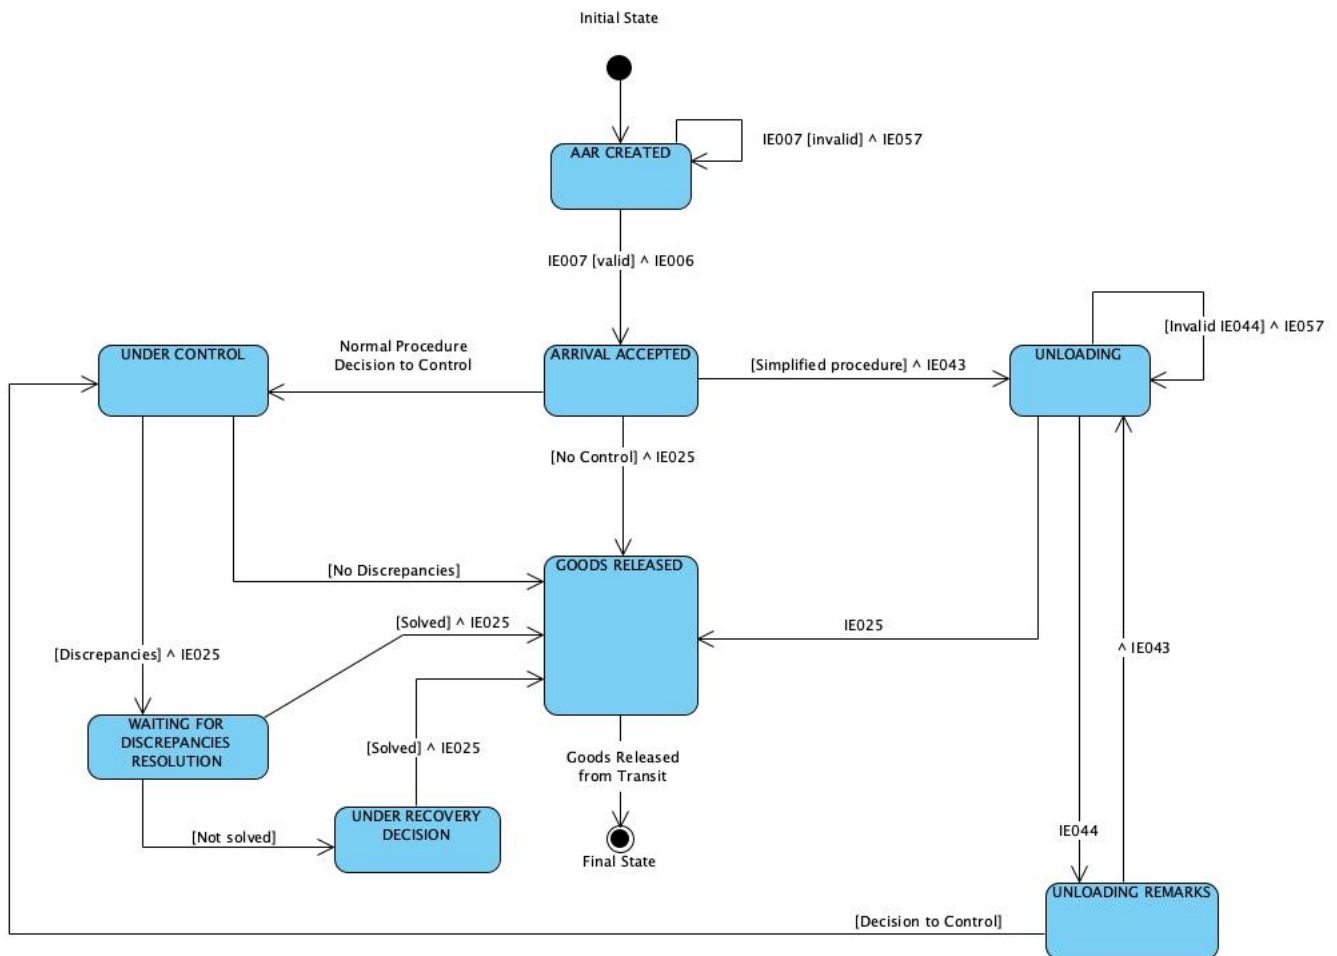 Initial State
AAR CREATED
IE007 [invalid] ^ IE057
IE007 [valid] ^ IE006
[Invalid IE044] ^ IE057
UNDER CONTROL
Normal Procedure
Decision to Control
ARRIVAL ACCEPTED
[Simplified procedure] ^ IE043
UNLOADING
[No Control] ^ IE025
GOODS RELEASED
[No Discrepancies]
[Solved] ^ IE025
IE025
[Discrepancies] ^ IE025
^ IE043
WAITING FOR
DISCREPANCIES
RESOLUTION
[Solved] ^ IE025
Goods Released
from Transit
UNDER RECOVERY
DECISION
[Not solved]
IE044
Final State
UNLOADING REMARKS
[Decision to Control]